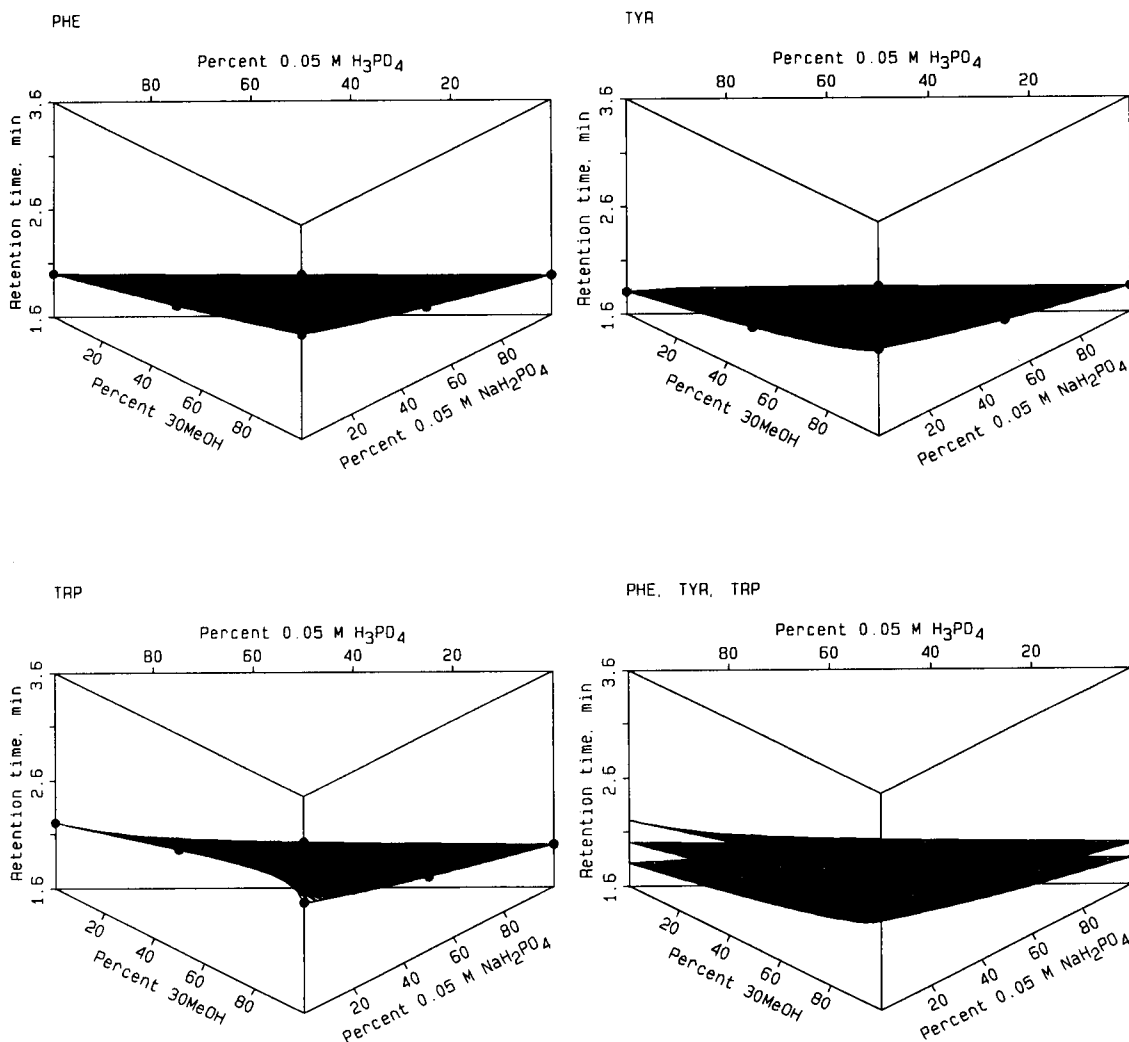 PHE
Percent 0.05 M H3PO4
80 60 40 20
Retention time, min
3.6
2.6
1.6
20 40 60 80
Percent 30MeOH
20 40 60 80
Percent 0.05 M NaH2PO4
TYR
Percent 0.05 M H3PO4
80 60 40 20
Retention time, min
3.6
2.6
1.6
20 40 60 80
Percent 30MeOH
20 40 60 80
Percent 0.05 M NaH2PO4
TRP
Percent 0.05 M H3PO4
80 60 40 20
Retention time, min
3.6
2.6
1.6
20 40 60 80
Percent 30MeOH
20 40 60 80
Percent 0.05 M NaH2PO4
PHE, TYR, TRP
Percent 0.05 M H3PO4
80 60 40 20
Retention time, min
3.6
2.6
1.6
20 40 60 80
Percent 30MeOH
20 40 60 80
Percent 0.05 M NaH2PO4